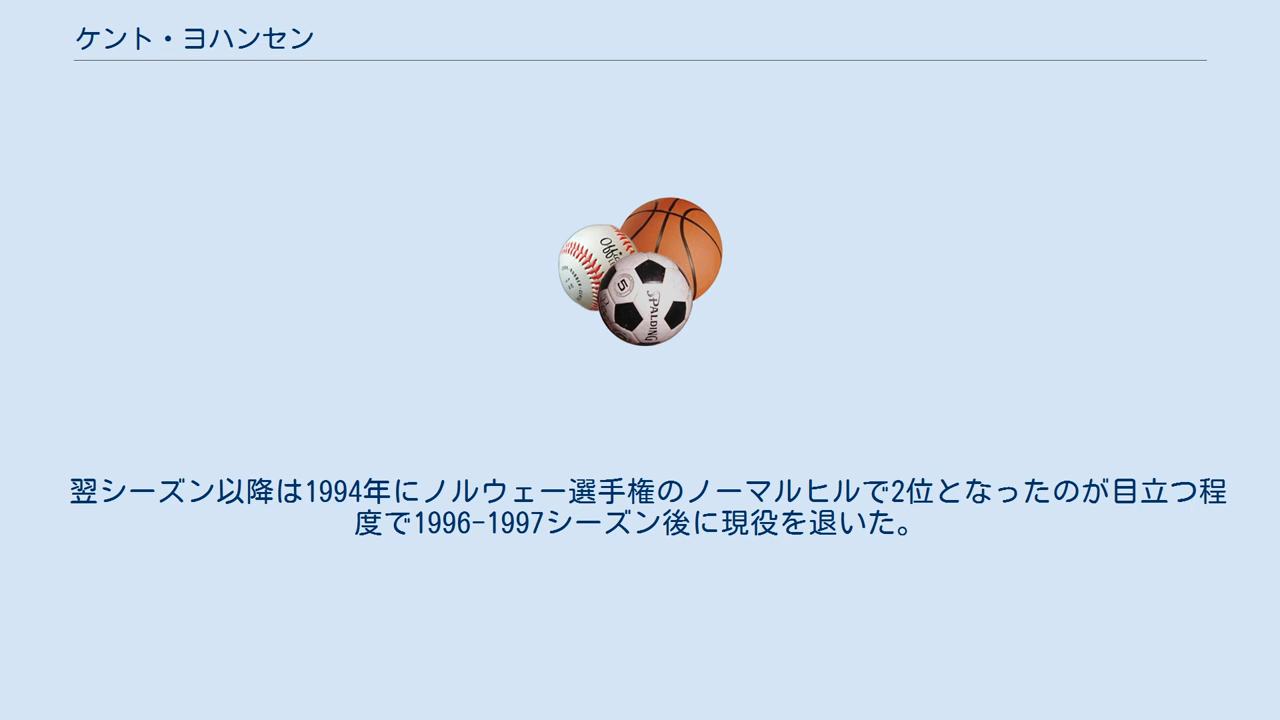 ケント・ヨハンセン
Offici
5
SPALDING
翌シーズン以降は1994年にノルウェー選手権のノーマルヒルで2位となったのが目立つ程
度で1996-1997シーズン後に現役を退いた。